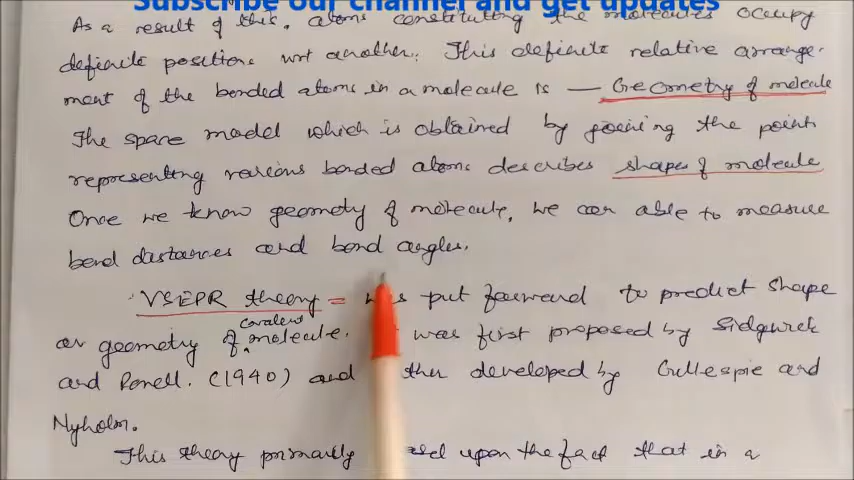 Subscribe our channel and get updates
As a result of this, atoms constituting the molecules occupy
definite positions wrt another. This definite relative arrange-
ment of the bonded atoms in a molecule is — Geometry of molecule
The space model which is obtained by joining the points
representing various bonded atoms describes shape of molecule
Once we know geometry of molecule, we can able to measure
bond distances and bond angles.
VSEPR theory = put forward to predict shape
or geometry of covalent molecule. was first proposed by Sidgwick
and Powell. (1940) and developed by Gillespie and
Nyholm.
This theory primarily upon the fact that in a